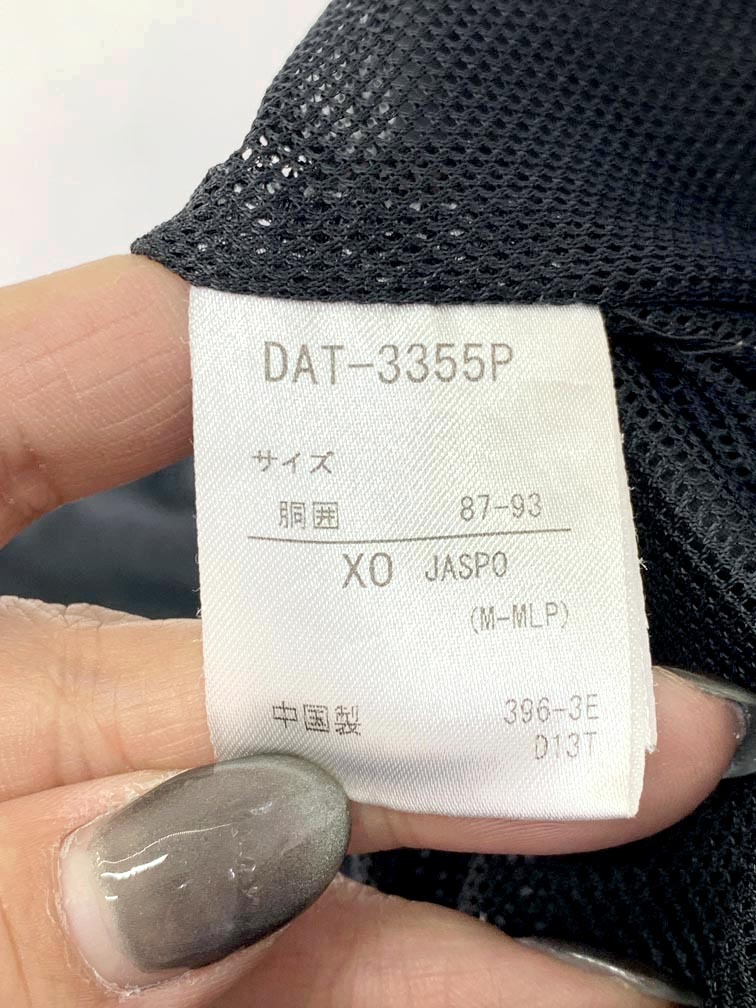 DAT-3355P
サイズ
胴囲 87-93
XO JASPO
(M-MLP)
中国製 396-3E
D13T